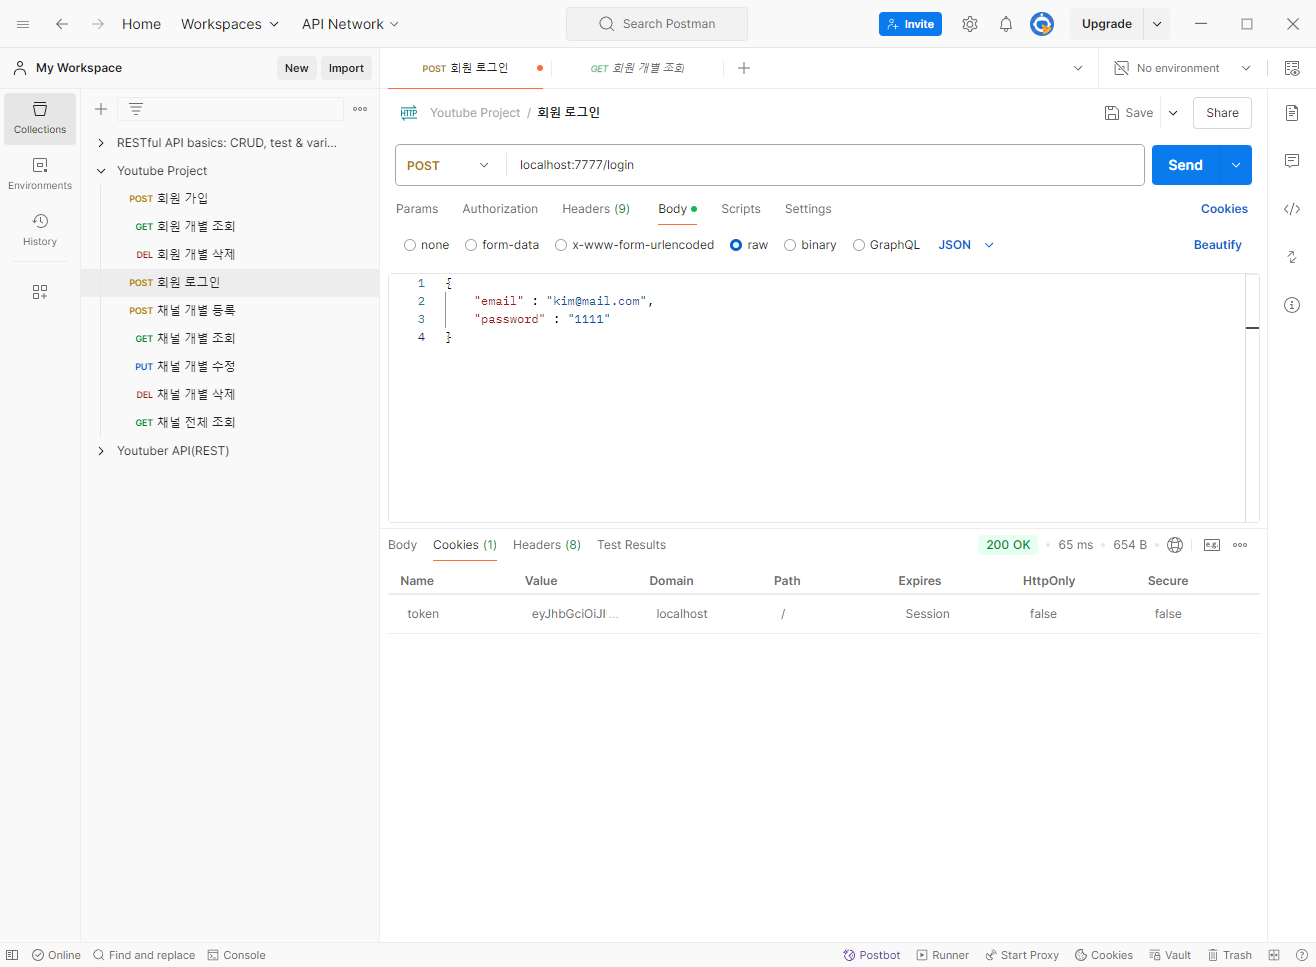 Home Workspaces API Network Search Postman Invite Upgrade
My Workspace New Import POST 회원 로그인 GET 회원 개별 조회 No environment
Collections
Environments
History
RESTful API basics: CRUD, test & vari...
Youtube Project
POST 회원 가입
GET 회원 개별 조회
DEL 회원 개별 삭제
POST 회원 로그인
POST 채널 개별 등록
GET 채널 개별 조회
PUT 채널 개별 수정
DEL 채널 개별 삭제
GET 채널 전체 조회
Youtuber API(REST)
HTTP Youtube Project / 회원 로그인 Save Share
POST localhost:7777/login Send
Params Authorization Headers (9) Body Scripts Settings Cookies
none form-data x-www-form-urlencoded raw binary GraphQL JSON Beautify
1 {
2 "email" : "kim@mail.com",
3 "password" : "1111"
4 }
Body Cookies (1) Headers (8) Test Results 200 OK 65 ms 654 B e.g.
Name Value Domain Path Expires HttpOnly Secure
token eyJhbGciOiJI... localhost / Session false false
Online Find and replace Console Postbot Runner Start Proxy Cookies Vault Trash